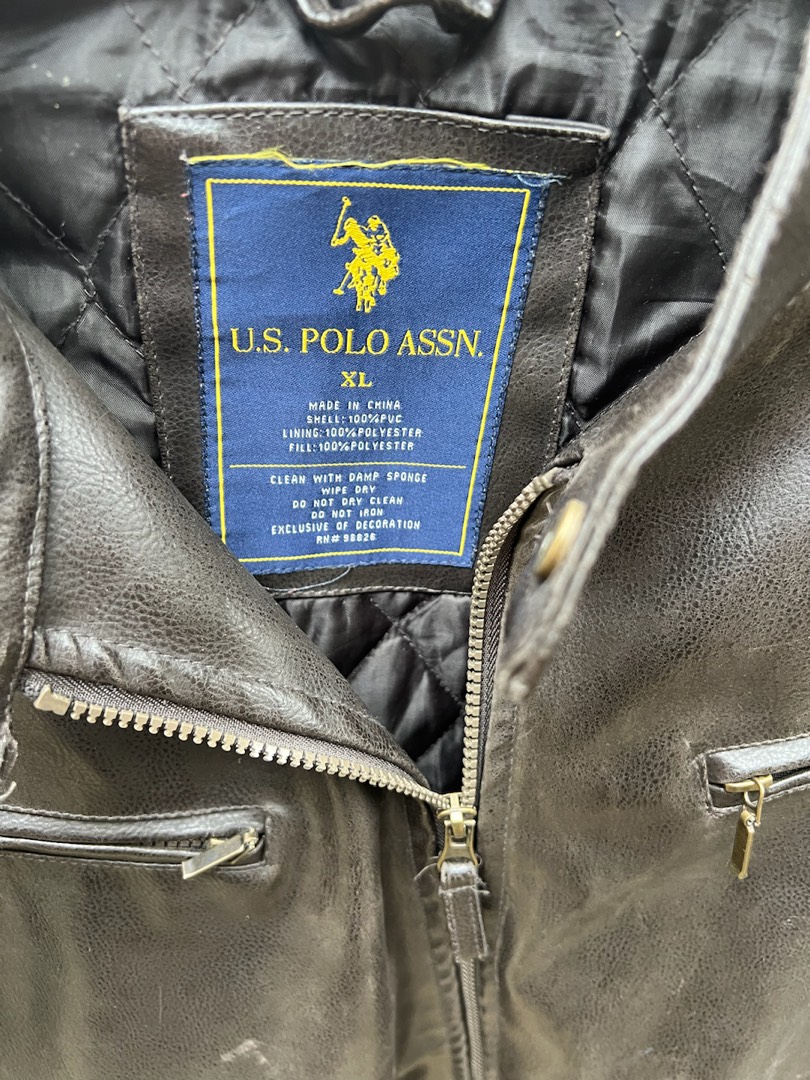 U.S. POLO ASSN.
XL
MADE IN CHINA
SHELL: 100%PVC
LINING: 100%POLYESTER
FILL: 100%POLYESTER
CLEAN WITH DAMP SPONGE
WIPE DRY
DO NOT DRY CLEAN
DO NOT IRON
EXCLUSIVE OF DECORATION
RN# 98826